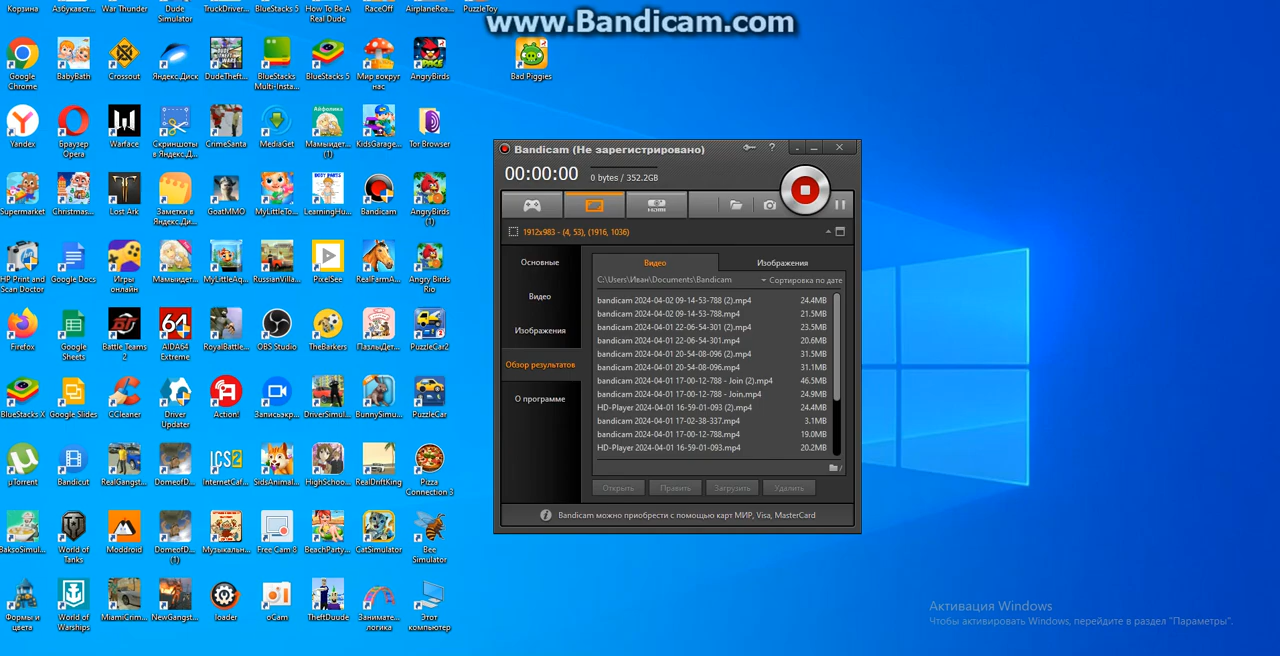 www.Bandicam.com
Корзина
Азбукаст...
War Thunder
Dude
Simulator
TruckDriver...
BlueStacks 5
How To Be A
Real Dude
RaceOff
AirplaneRea...
PuzzleToy
Google
Chrome
BabyBath
Crossout
Яндекс.Диск
DudeTheft...
BlueStacks
Multi-Insta...
BlueStacks 5
Мир вокруг
нас
AngryBirds
Bad Piggies
Yandex
Браузер
Opera
Warface
Скриншоты
в Яндекс.Д...
CrimeSanta
MediaGet
Мамыидет...
(1)
KidsGarage...
Tor Browser
Supermarket
Christmas...
Lost Ark
Заметки в
Яндекс.Ди...
GoatMMO
MyLittleTo...
LearningHu...
Bandicam
AngryBirds
(1)
HP Print and
Scan Doctor
Google Docs
Игры
онлайн
Мамыидет...
MyLittleAq...
RussianVilla...
PixelSee
RealFarmA...
Angry Birds
Rio
Firefox
Google
Sheets
Battle Teams
2
AIDA64
Extreme
RoyalBattle...
OBS Studio
TheBarkers
ПазлыДет...
PuzzleCar2
BlueStacks X
Google Slides
CCleaner
Driver
Updater
Action!
Записьэкр...
DriverSimul...
BunnySimu...
PuzzleCar
µTorrent
Bandicut
RealGangst...
DomeofD...
InternetCaf...
SidsAnimal...
HighSchoo...
RealDriftKing
Pizza
Connection 3
BaksoSimul...
World of
Tanks
Moddroid
DomeofD...
(1)
Музыкальн...
Free Cam 8
BeachParty...
CatSimulator
Bee
Simulator
Формы и
цвета
World of
Warships
MiamiCrim...
NewGangst...
loader
oCam
TheftDuude
Занимате...
логика
Этот
компьютер
Bandicam (Не зарегистрировано)
00:00:00
0 bytes / 352.2GB
HDMI
1912x983 - (4, 53), (1916, 1036)
Основные
Видео
Изображения
Обзор результатов
О программе
Видео
Изображения
C:\Users\Иван\Documents\Bandicam
Сортировка по дате
bandicam 2024-04-02 09-14-53-788 (2).mp4 24.4MB
bandicam 2024-04-02 09-14-53-788.mp4 21.5MB
bandicam 2024-04-01 22-06-54-301 (2).mp4 23.5MB
bandicam 2024-04-01 22-06-54-301.mp4 20.6MB
bandicam 2024-04-01 20-54-08-096 (2).mp4 31.5MB
bandicam 2024-04-01 20-54-08-096.mp4 31.1MB
bandicam 2024-04-01 17-00-12-788 - Join (2).mp4 46.5MB
bandicam 2024-04-01 17-00-12-788 - Join.mp4 24.9MB
HD-Player 2024-04-01 16-59-01-093 (2).mp4 24.4MB
bandicam 2024-04-01 17-02-38-337.mp4 3.1MB
bandicam 2024-04-01 17-00-12-788.mp4 19.0MB
HD-Player 2024-04-01 16-59-01-093.mp4 20.2MB
Открыть
Править
Загрузить
Удалить
Bandicam можно приобрести с помощью карт МИР, Visa, MasterCard
Активация Windows
Чтобы активировать Windows, перейдите в раздел "Параметры".